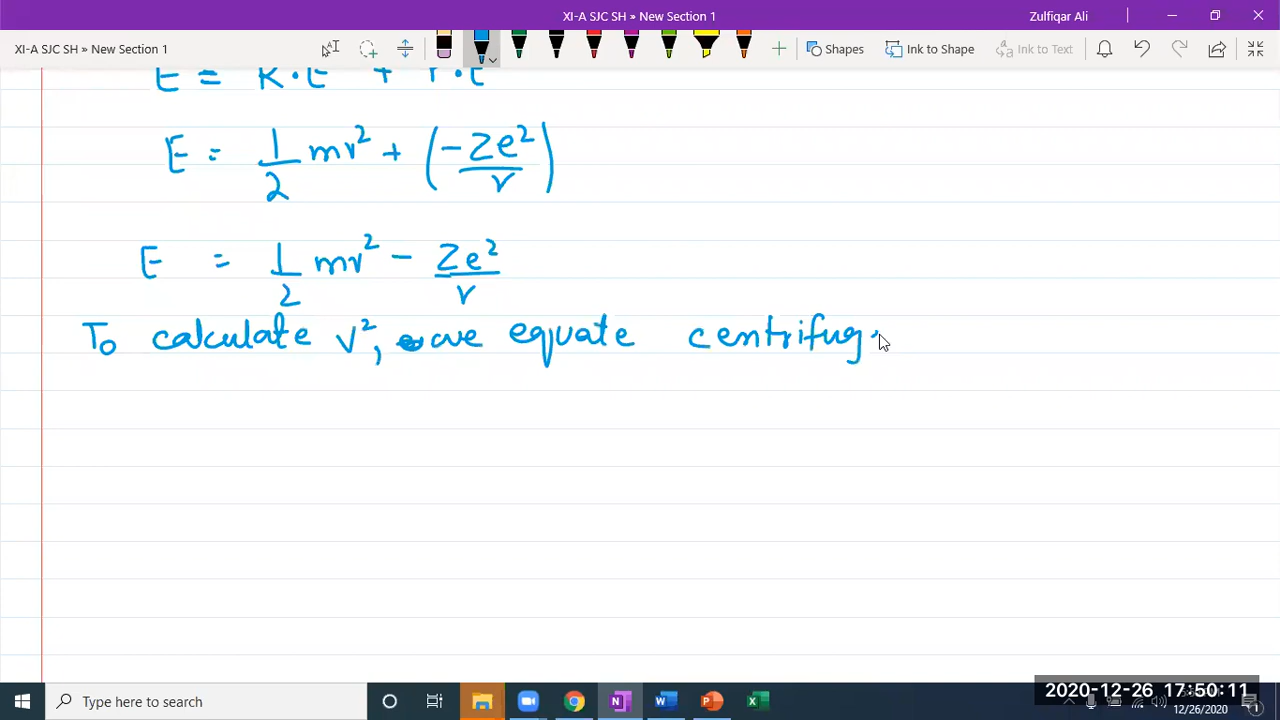 XI-A SJC SH » New Section 1
Zulfiqar Ali
XI-A SJC SH » New Section 1
Shapes
Ink to Shape
Ink to Text
E = K.E + P.E
E = 1/2 mv² + (-Ze²/r)
E = 1/2 mv² - Ze²/r
To calculate v², we equate centrifug
Type here to search
2020-12-26 17:50:11
12/26/2020